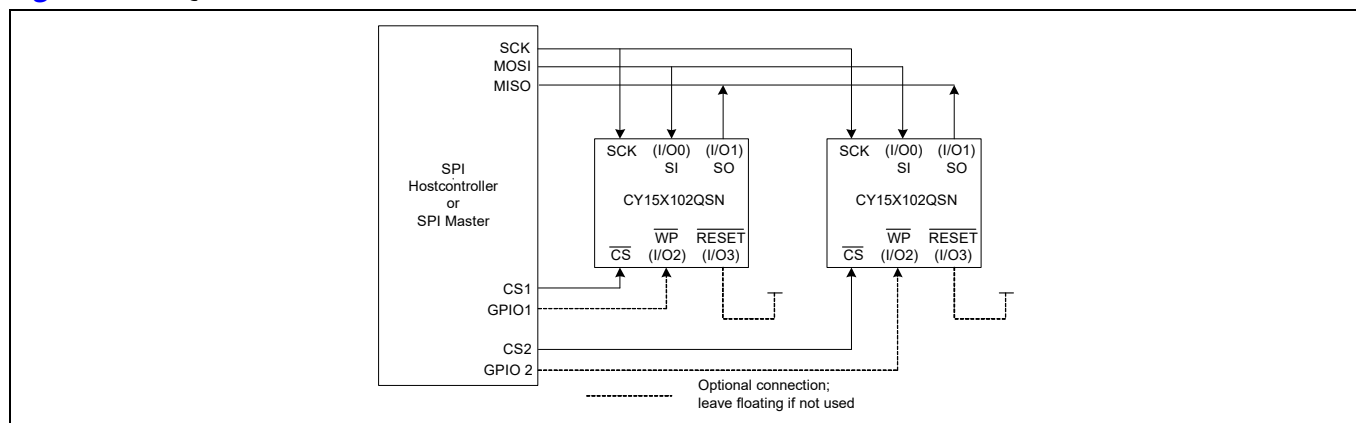 SCK
MOSI
MISO
SPI
Hostcontroller
or
SPI Master
CS1
GPIO1
CS2
GPIO 2
SCK (I/O0) (I/O1)
SI SO
CY15X102QSN
WP RESET
CS (I/O2) (I/O3)
SCK (I/O0) (I/O1)
SI SO
CY15X102QSN
WP RESET
CS (I/O2) (I/O3)
Optional connection;
leave floating if not used